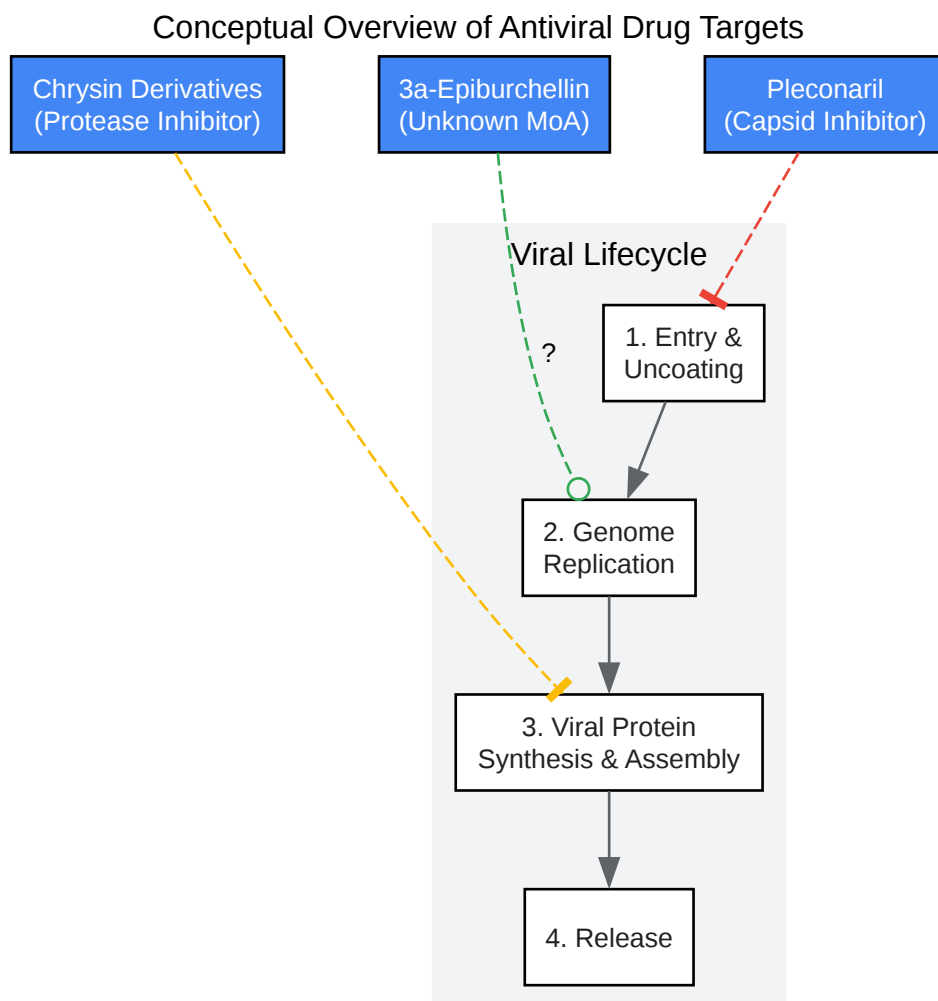 Conceptual Overview of Antiviral Drug Targets
Chrysin Derivatives
(Protease Inhibitor)
3a-Epiburchellin
(Unknown MoA)
Pleconaril
(Capsid Inhibitor)
Viral Lifecycle
1. Entry &
Uncoating
?
2. Genome
Replication
3. Viral Protein
Synthesis & Assembly
4. Release